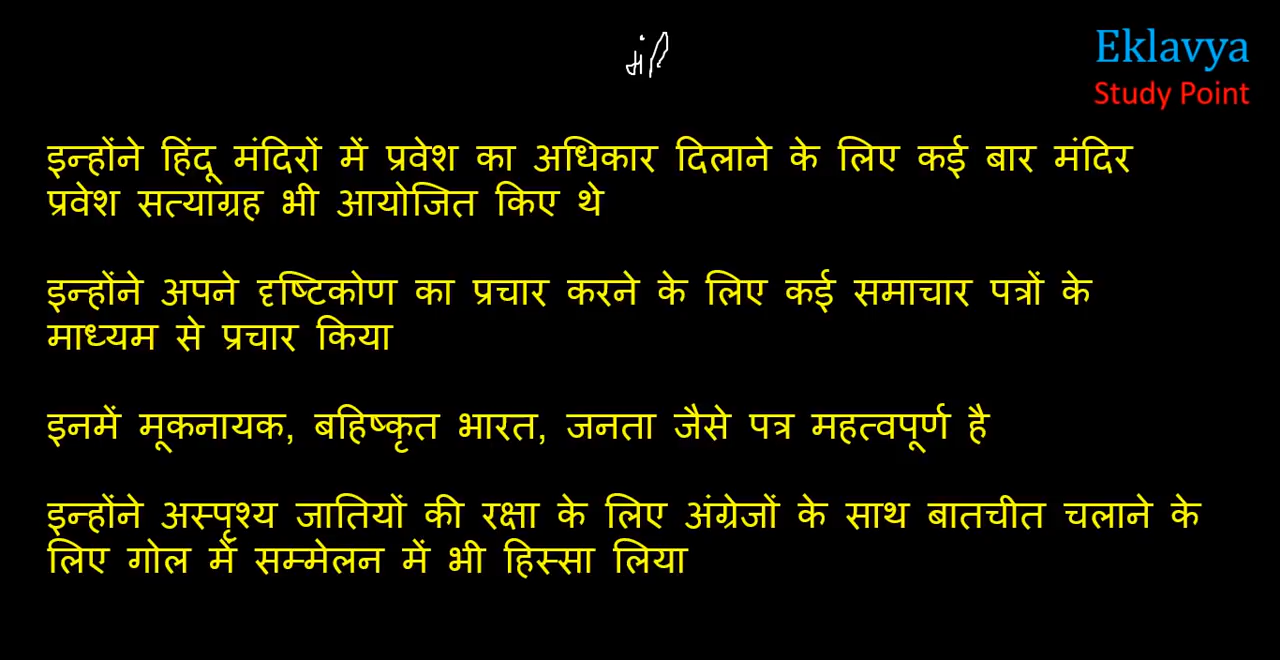 Eklavya
Study Point
इन्होंने हिंदू मंदिरों में प्रवेश का अधिकार दिलाने के लिए कई बार मंदिर
प्रवेश सत्याग्रह भी आयोजित किए थे
इन्होंने अपने दृष्टिकोण का प्रचार करने के लिए कई समाचार पत्रों के
माध्यम से प्रचार किया
इनमें मूकनायक, बहिष्कृत भारत, जनता जैसे पत्र महत्वपूर्ण है
इन्होंने अस्पृश्य जातियों की रक्षा के लिए अंग्रेजों के साथ बातचीत चलाने के
लिए गोल में सम्मेलन में भी हिस्सा लिया